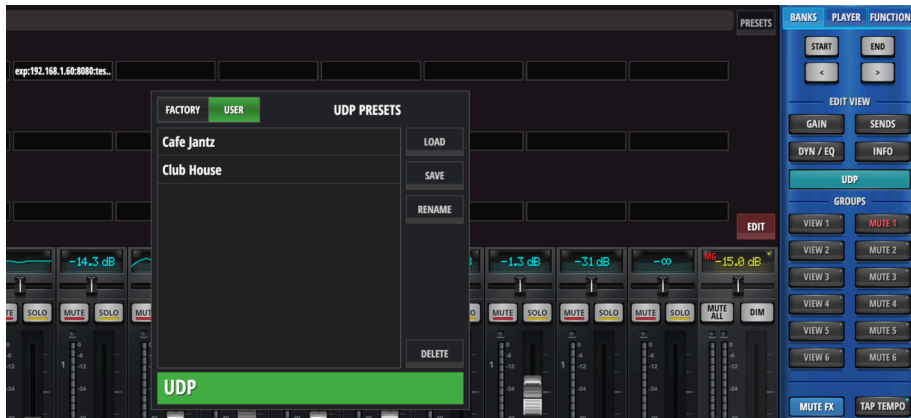 PRESETS
BANKS PLAYER FUNCTION
START END
< >
exp:192.168.1.60:8080:tes..
EDIT VIEW
FACTORY USER UDP PRESETS
GAIN SENDS
Cafe Jantz LOAD
DYN / EQ INFO
Club House SAVE
UDP
GROUPS
RENAME
VIEW 1 MUTE 1
EDIT
VIEW 2 MUTE 2
-14.3 dB -1.3 dB -31 dB -∞ MG -15.0 dB
VIEW 3 MUTE 3
VIEW 4 MUTE 4
TE SOLO MUTE SOLO MUT O MUTE SOLO MUTE SOLO MUTE SOLO MUTE ALL DIM
VIEW 5 MUTE 5
DELETE
VIEW 6 MUTE 6
UDP
MUTE FX TAP TEMPO